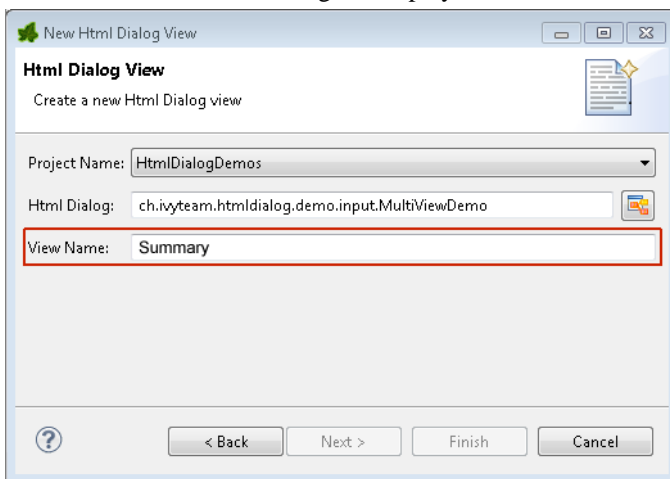 New Html Dialog View
Html Dialog View
Create a new Html Dialog view
Project Name: HtmlDialogDemos
Html Dialog: ch.ivyteam.htmldialog.demo.input.MultiViewDemo
View Name: Summary
? < Back Next > Finish Cancel